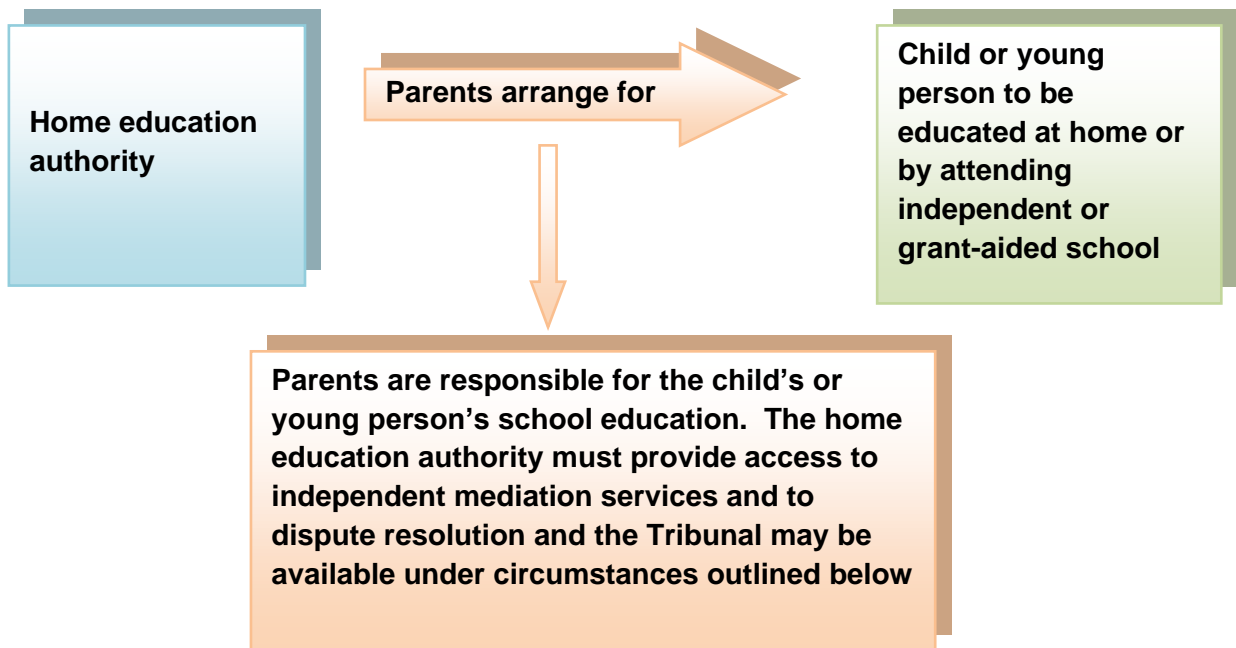 Home education
authority
Parents arrange for
Child or young
person to be
educated at home or
by attending
independent or
grant-aided school
Parents are responsible for the child’s or
young person’s school education.  The home
education authority must provide access to
independent mediation services and to
dispute resolution and the Tribunal may be
available under circumstances outlined below